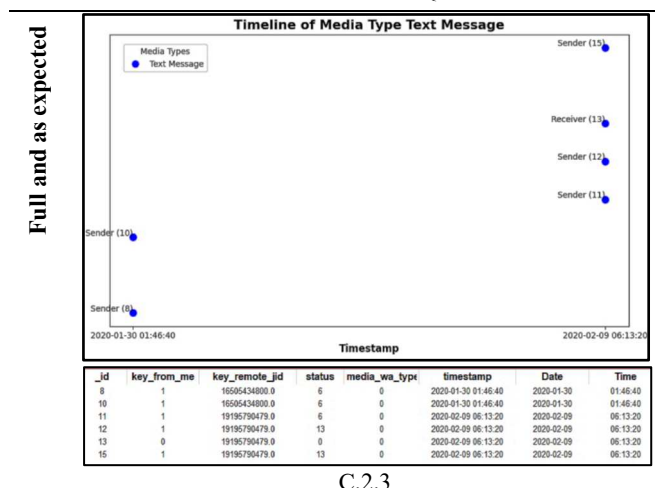 Full and as expected
Timeline of Media Type Text Message
Media Types
Text Message
Sender (15)
Receiver (13)
Sender (12)
Sender (11)
Sender (10)
Sender (8)
2020-01-30 01:46:40 2020-02-09 06:13:20
Timestamp
_id key_from_me key_remote_jid status media_wa_type timestamp Date Time
8 1 16505434800.0 6 0 2020-01-30 01:46:40 2020-01-30 01:46:40
10 1 16505434800.0 6 0 2020-01-30 01:46:40 2020-01-30 01:46:40
11 1 19195790479.0 6 0 2020-02-09 06:13:20 2020-02-09 06:13:20
12 1 19195790479.0 13 0 2020-02-09 06:13:20 2020-02-09 06:13:20
13 0 19195790479.0 0 0 2020-02-09 06:13:20 2020-02-09 06:13:20
15 1 19195790479.0 13 0 2020-02-09 06:13:20 2020-02-09 06:13:20
C.2.3